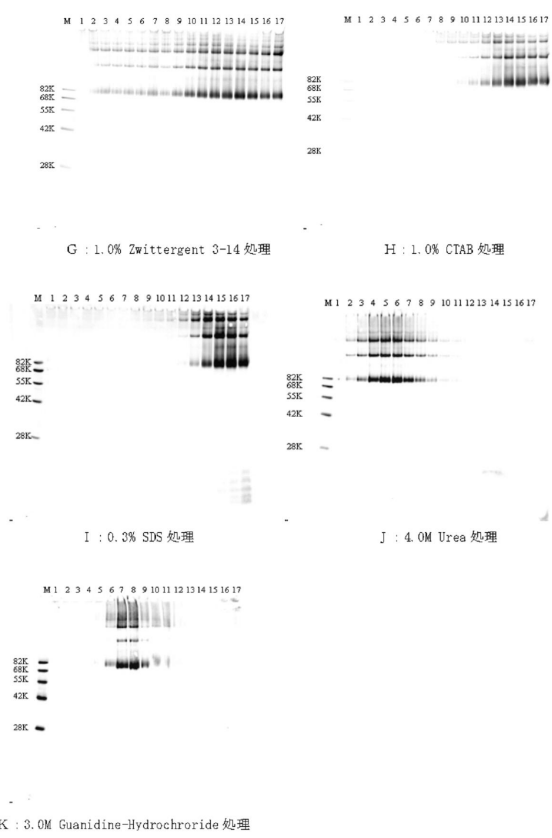 M 1 2 3 4 5 6 7 8 9 10 11 12 13 14 15 16 17
82K
68K
55K
42K
28K
G : 1.0% Zwittergent 3-14 処理
M 1 2 3 4 5 6 7 8 9 10 11 12 13 14 15 16 17
82K
68K
55K
42K
28K
H : 1.0% CTAB 処理
M 1 2 3 4 5 6 7 8 9 10 11 12 13 14 15 16 17
82K
68K
55K
42K
28K
I : 0.3% SDS 処理
M 1 2 3 4 5 6 7 8 9 10 11 12 13 14 15 16 17
82K
68K
55K
42K
28K
J : 4.0M Urea 処理
M 1 2 3 4 5 6 7 8 9 10 11 12 13 14 15 16 17
82K
68K
55K
42K
28K
K : 3.0M Guanidine-Hydrochroride 処理